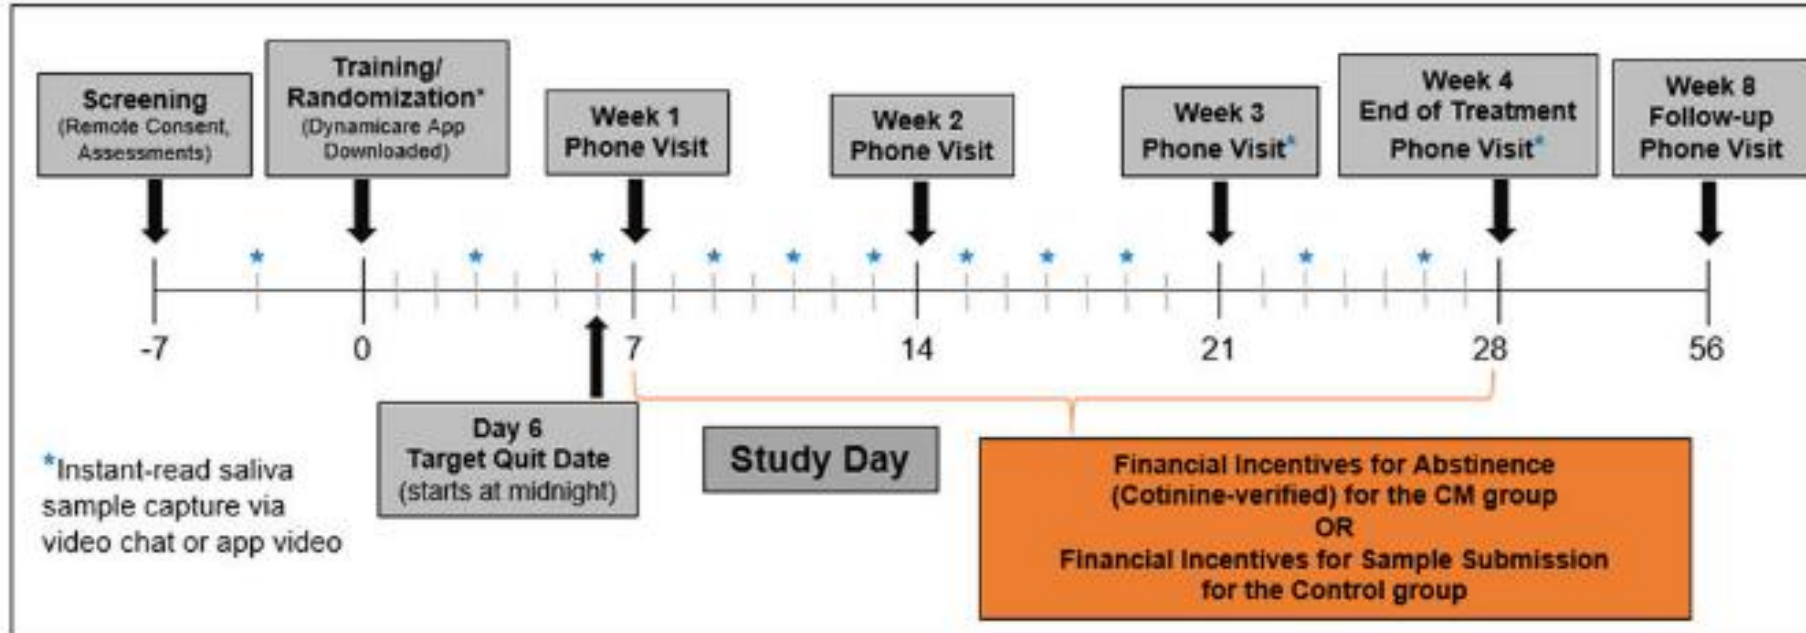 Screening
(Remote Consent,
Assessments)
Training/
Randomization*
(Dynamicare App
Downloaded)
Week 1
Phone Visit
Week 2
Phone Visit
Week 3
Phone Visit*
Week 4
End of Treatment
Phone Visit*
Week 8
Follow-up
Phone Visit
* * * * * * * * * * *
-7 0 7 14 21 28 56
Day 6
Target Quit Date
(starts at midnight)
Study Day
*Instant-read saliva
sample capture via
video chat or app video
Financial Incentives for Abstinence
(Cotinine-verified) for the CM group
OR
Financial Incentives for Sample Submission
for the Control group